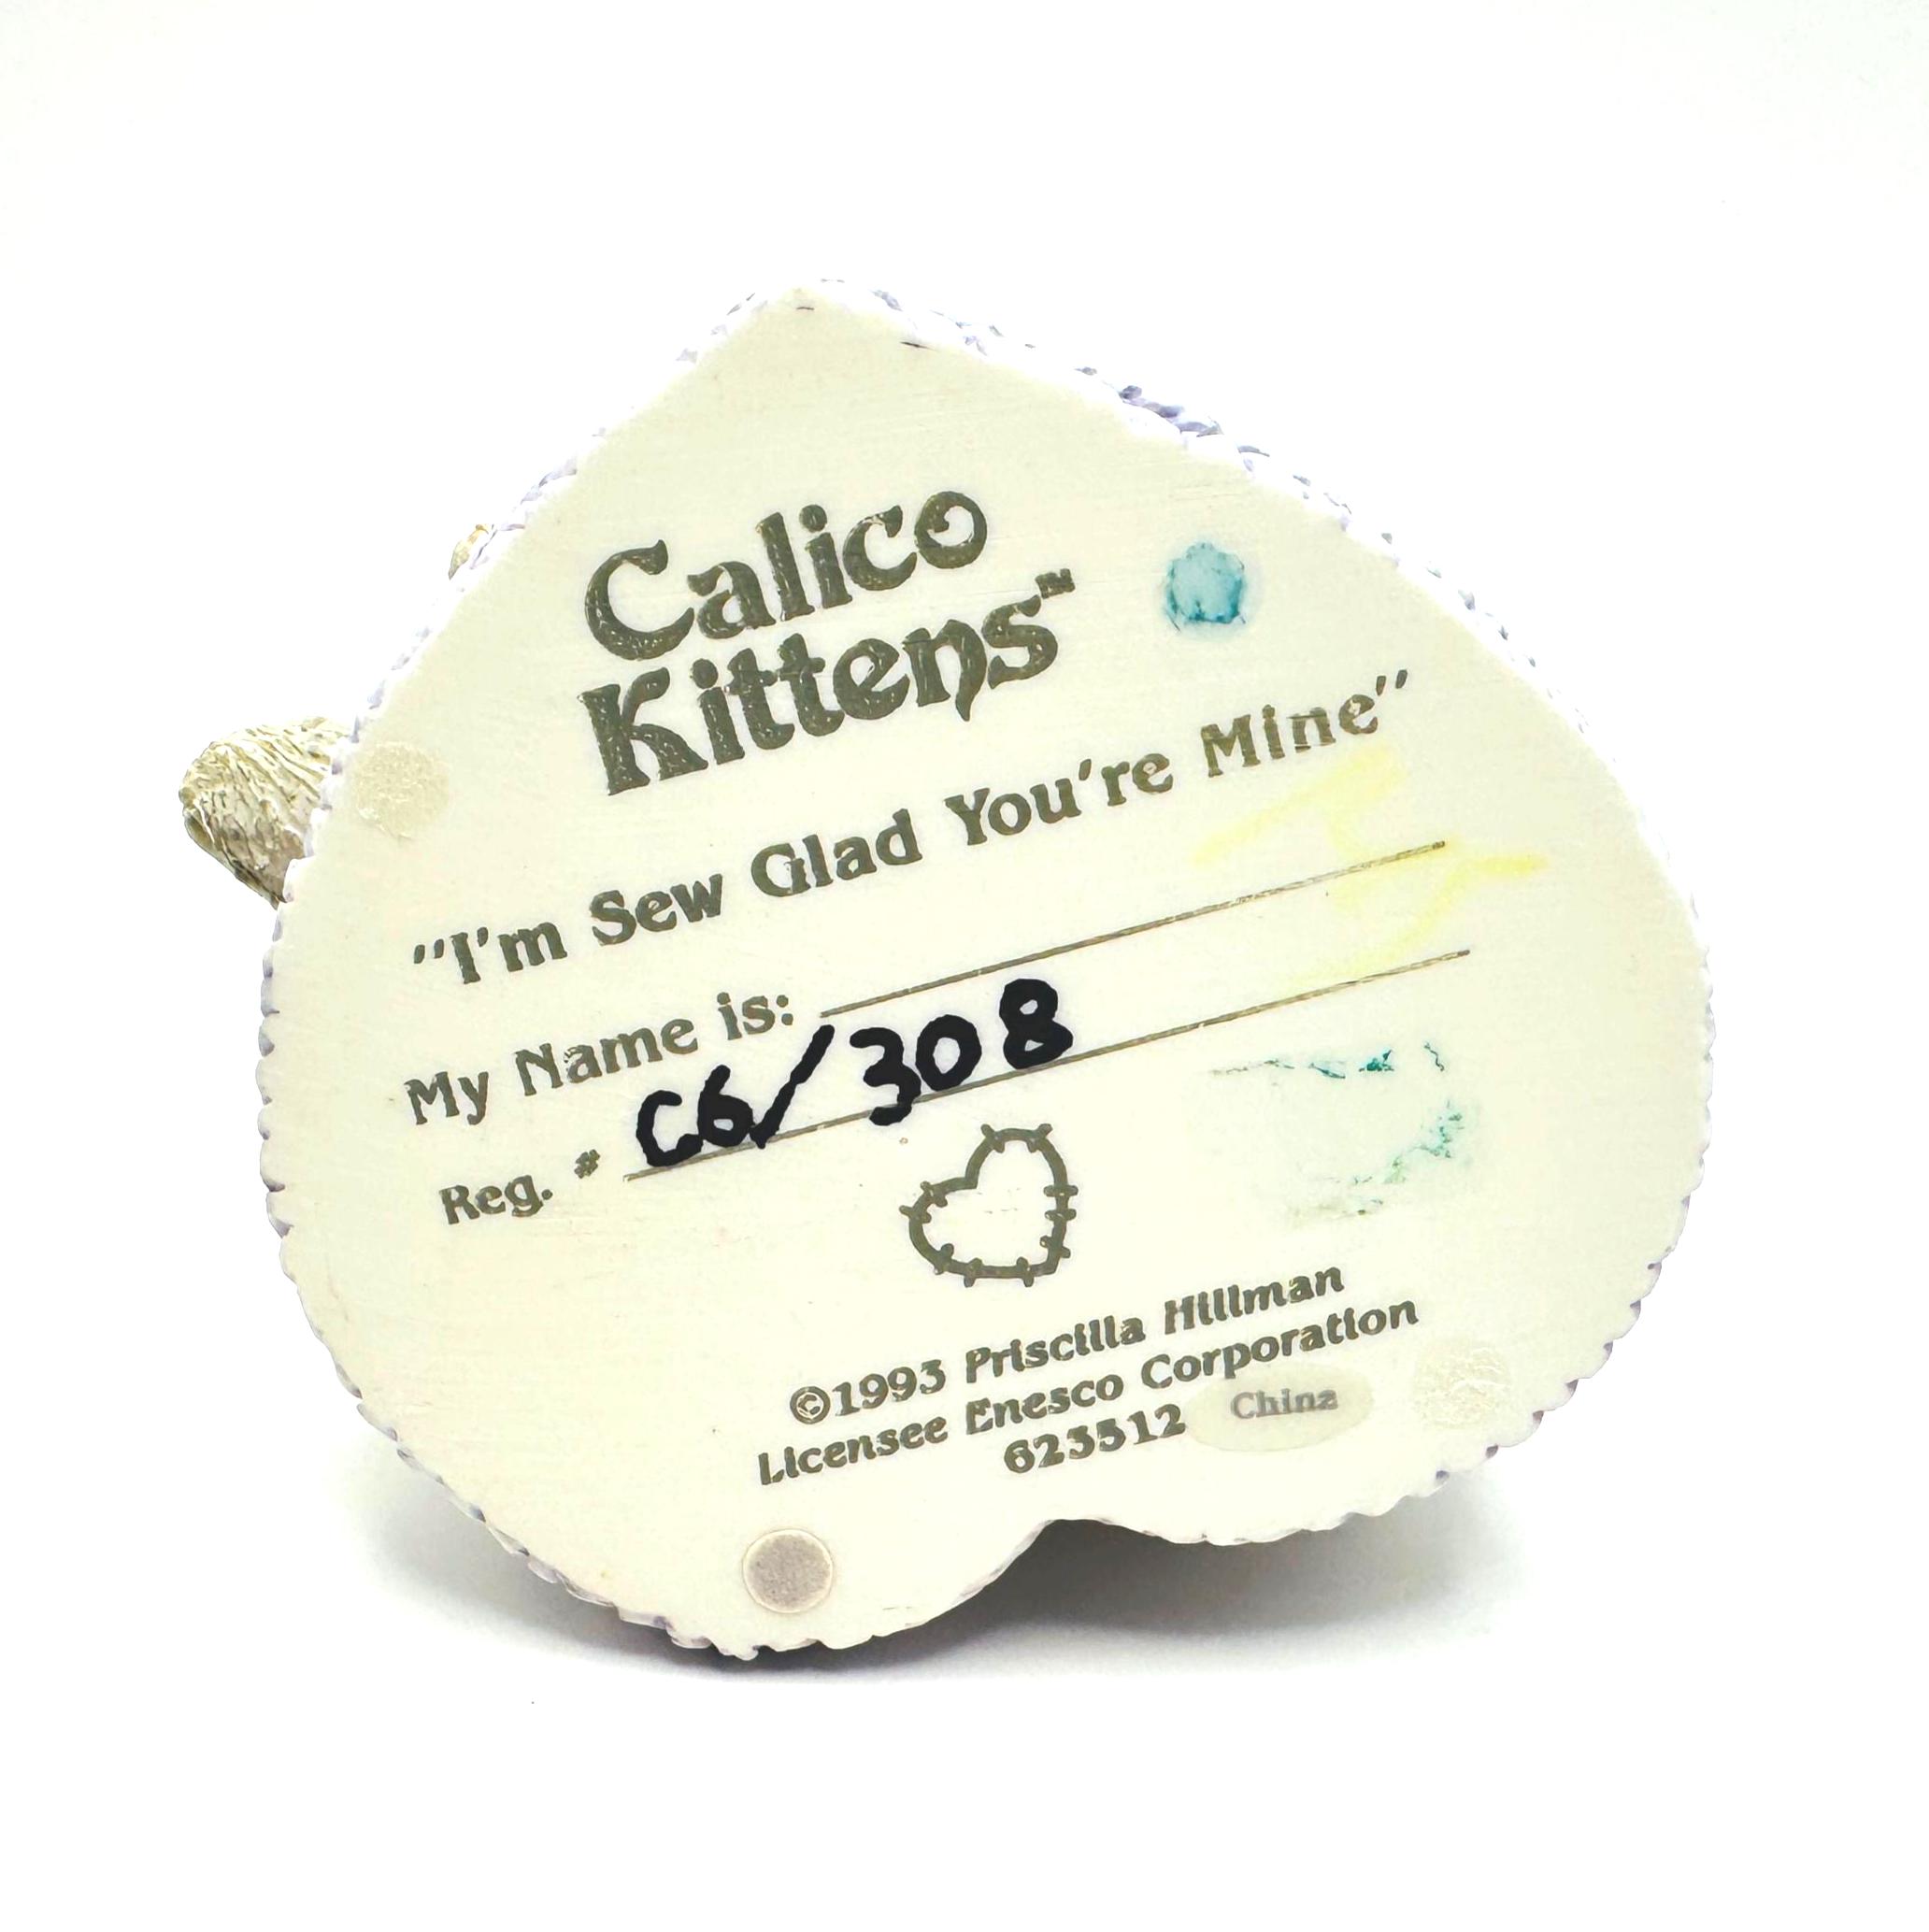 Calico
Kittens™
"I'm Sew Glad You're Mine"
My Name is:
Reg. # C6/308
©1993 Priscilla Hillman
Licensee Enesco Corporation
623512 China